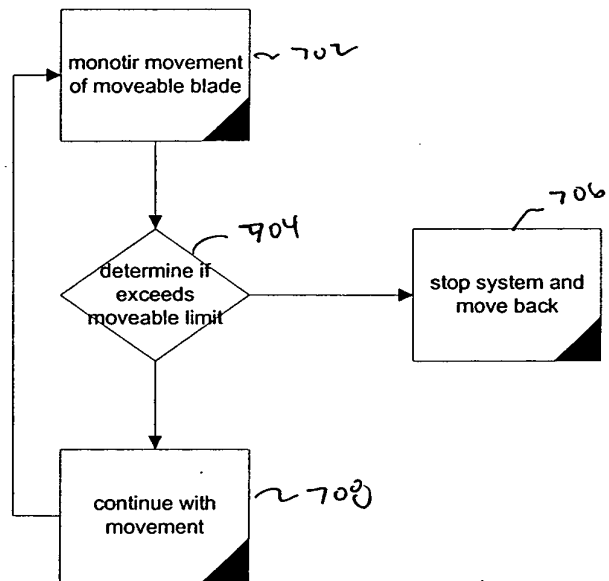 monotir movement
of moveable blade
702
704
determine if
exceeds
moveable limit
706
stop system and
move back
continue with
movement
708